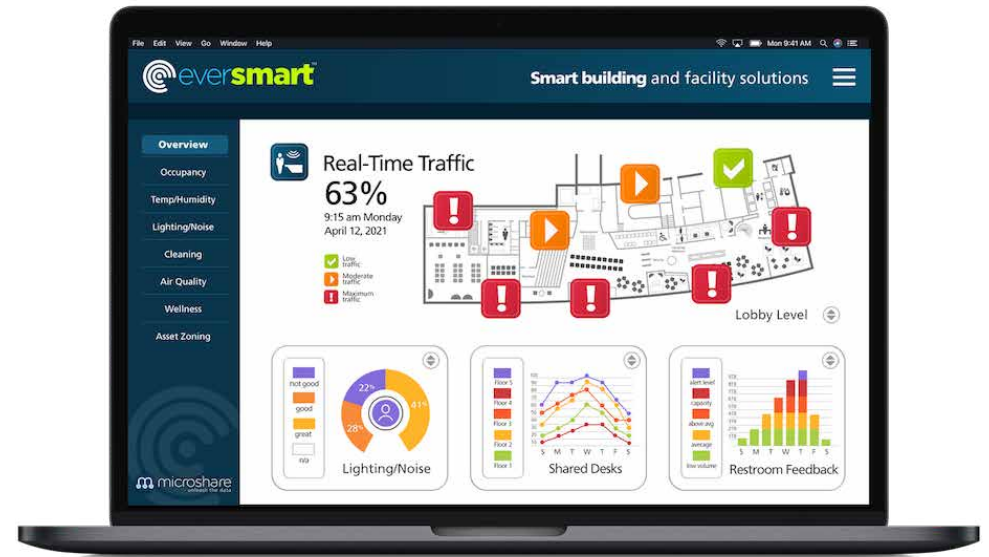 File Edit View Go Window Help
Mon 9:41 AM
eversmart™
Smart building and facility solutions
Overview
Occupancy
Temp/Humidity
Lighting/Noise
Cleaning
Air Quality
Wellness
Asset Zoning
microshare
unleash the data
Real-Time Traffic
63%
9:15 am Monday
April 12, 2021
Low
traffic
Moderate
traffic
Maximum
traffic
Lobby Level
not good
good
great
n/a
22%
41%
28%
Lighting/Noise
Floor 5
Floor 4
Floor 3
Floor 2
Floor 1
S M T W T F S
Shared Desks
alert level
capacity
above avg
average
low volume
S M T W T F S
Restroom Feedback